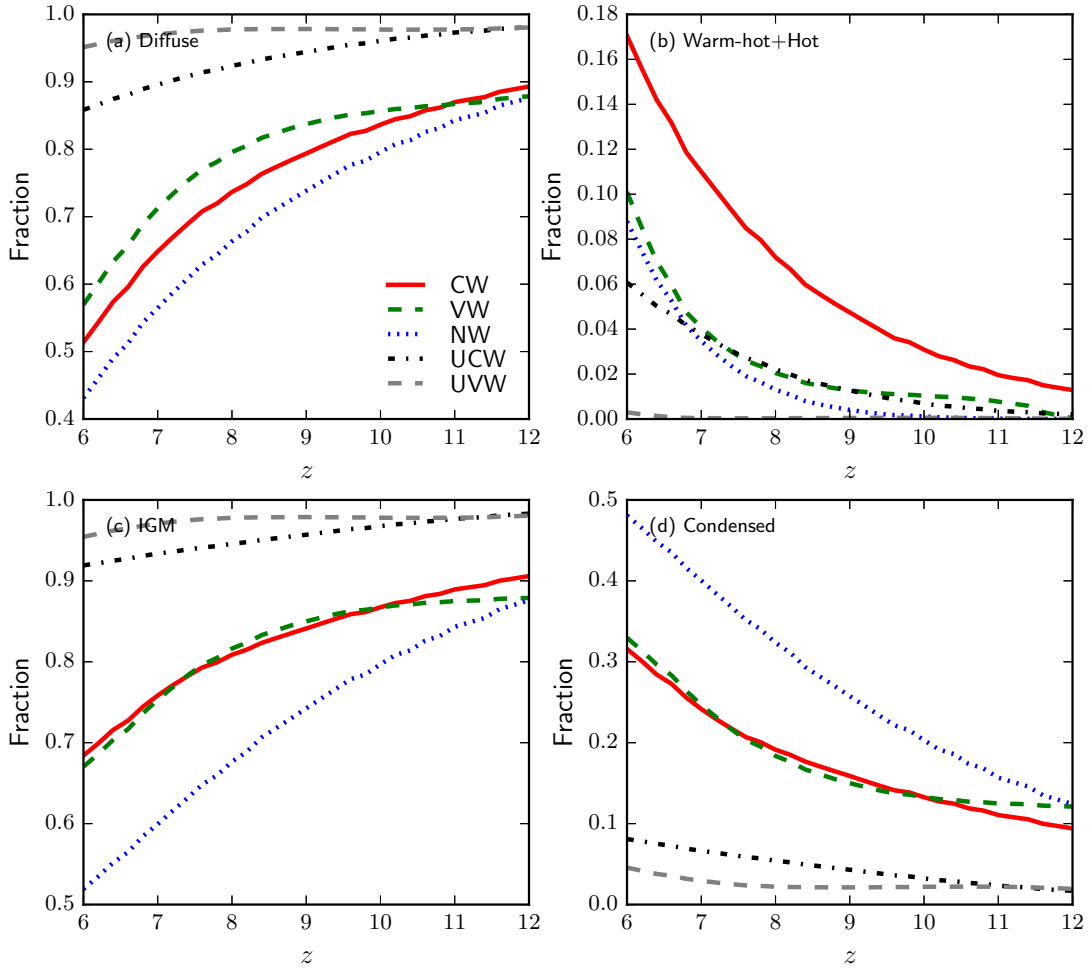 (a) Diffuse
1.0
0.9
0.8
0.7
0.6
0.5
0.4
Fraction
CW
VW
NW
UCW
UVW
6 7 8 9 10 11 12
z
(b) Warm-hot+Hot
0.18
0.16
0.14
0.12
0.10
0.08
0.06
0.04
0.02
0.00
Fraction
6 7 8 9 10 11 12
z
(c) IGM
1.0
0.9
0.8
0.7
0.6
0.5
Fraction
6 7 8 9 10 11 12
z
(d) Condensed
0.5
0.4
0.3
0.2
0.1
0.0
Fraction
6 7 8 9 10 11 12
z